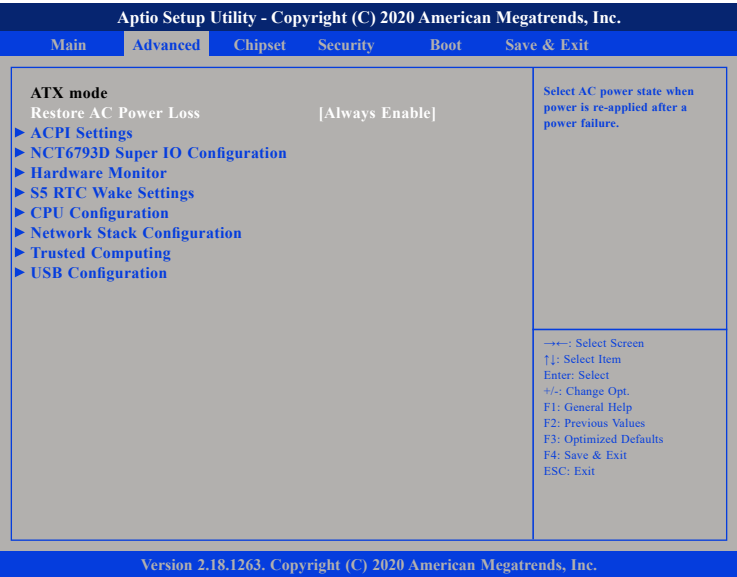 Aptio Setup Utility - Copyright (C) 2020 American Megatrends, Inc.
Main Advanced Chipset Security Boot Save & Exit
ATX mode
Restore AC Power Loss [Always Enable]
► ACPI Settings
► NCT6793D Super IO Configuration
► Hardware Monitor
► S5 RTC Wake Settings
► CPU Configuration
► Network Stack Configuration
► Trusted Computing
► USB Configuration
Select AC power state when
power is re-applied after a
power failure.
→←: Select Screen
↑↓: Select Item
Enter: Select
+/-: Change Opt.
F1: General Help
F2: Previous Values
F3: Optimized Defaults
F4: Save & Exit
ESC: Exit
Version 2.18.1263. Copyright (C) 2020 American Megatrends, Inc.